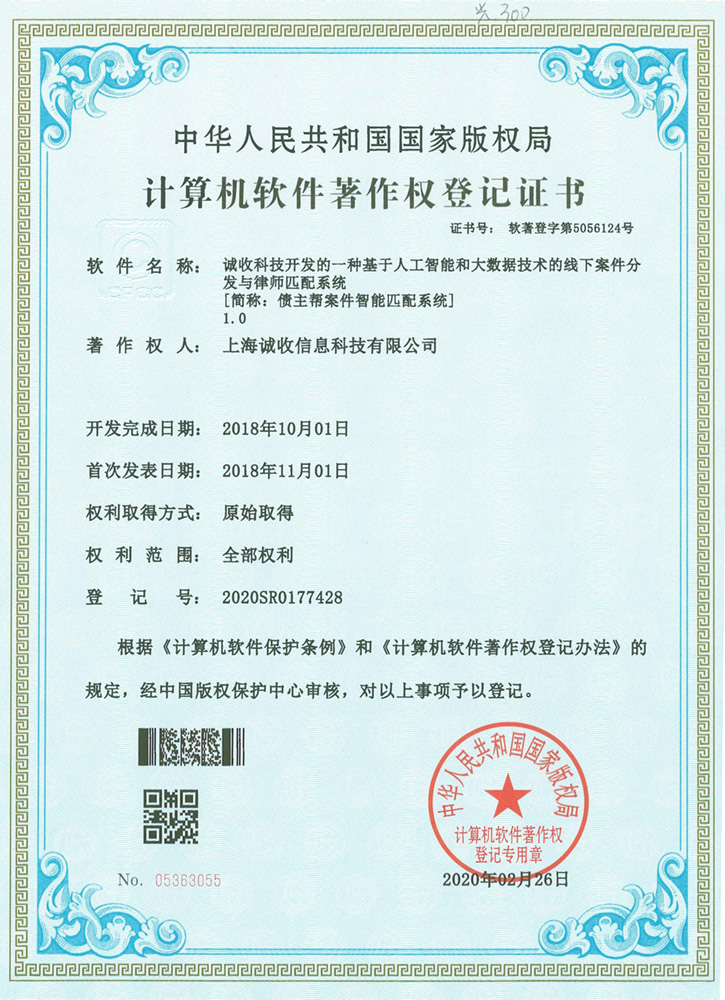 米300
中华人民共和国国家版权局
计算机软件著作权登记证书
证书号： 软著登字第5056124号
软件名称： 诚收科技开发的一种基于人工智能和大数据技术的线下案件分
发与律师匹配系统
[简称：债主帮案件智能匹配系统]
1.0
著作权人： 上海诚收信息科技有限公司
开发完成日期： 2018年10月01日
首次发表日期： 2018年11月01日
权利取得方式： 原始取得
权利范围： 全部权利
登记号： 2020SR0177428
根据《计算机软件保护条例》和《计算机软件著作权登记办法》的
规定，经中国版权保护中心审核，对以上事项予以登记。
中华人民共和国国家版权局
计算机软件著作权
登记专用章
No. 05363055
2020年02月26日
CPCC